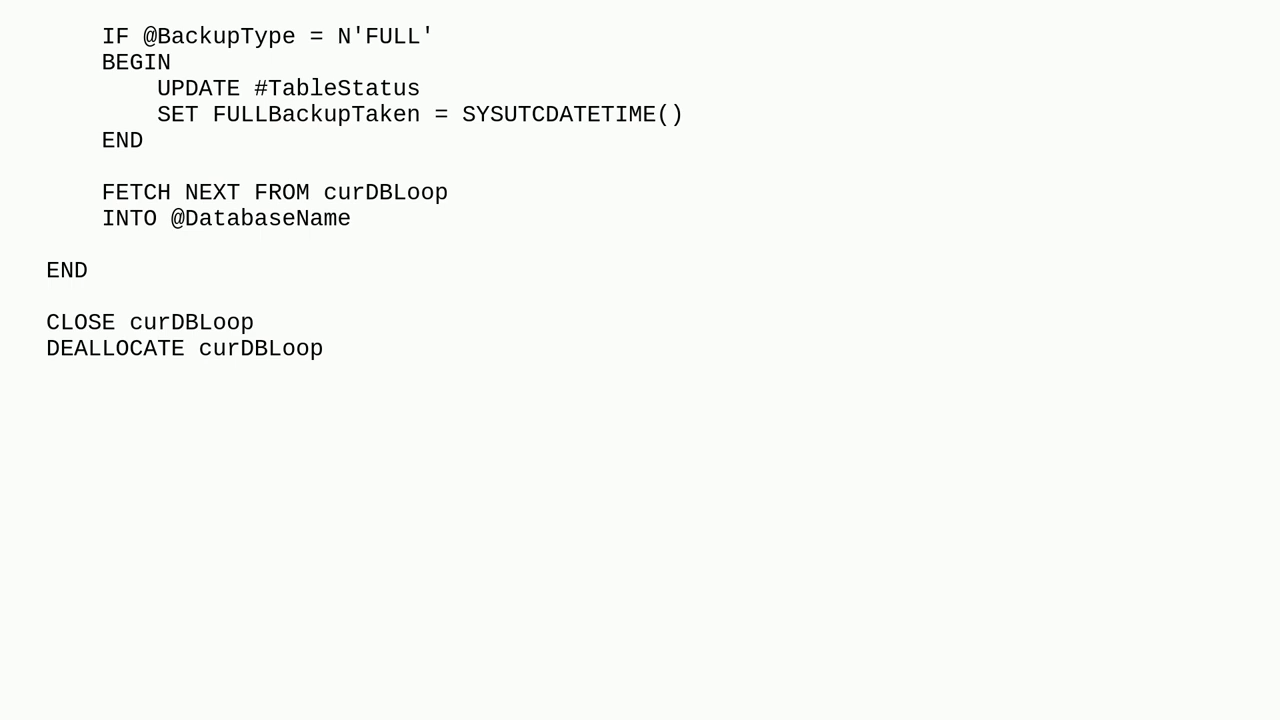 IF @BackupType = N'FULL'
BEGIN
UPDATE #TableStatus
SET FULLBackupTaken = SYSUTCDATETIME()
END
FETCH NEXT FROM curDBLoop
INTO @DatabaseName
END
CLOSE curDBLoop
DEALLOCATE curDBLoop